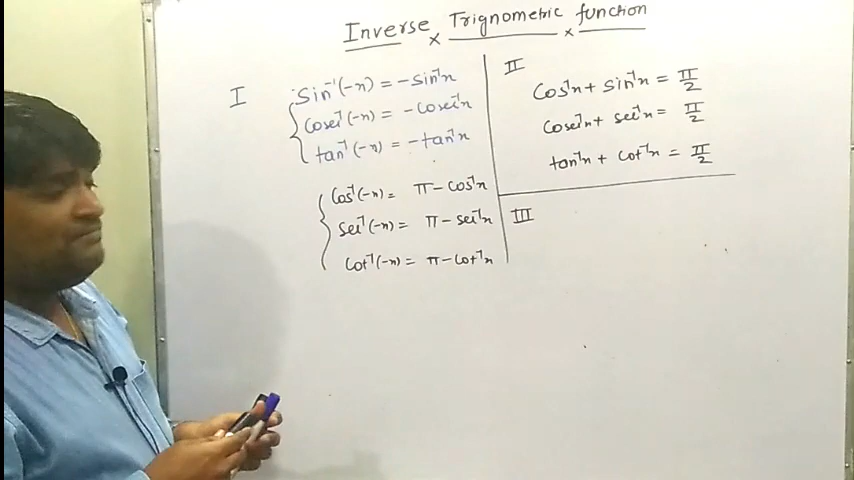 Inverse Trignometric function
I
Sin⁻¹(-x) = -Sin⁻¹x
Cosec⁻¹(-x) = -Cosec⁻¹x
tan⁻¹(-x) = -tan⁻¹x
Cos⁻¹(-x) = π - Cos⁻¹x
Sec⁻¹(-x) = π - Sec⁻¹x
Cot⁻¹(-x) = π - Cot⁻¹x
II
Cos⁻¹x + Sin⁻¹x = π/2
Cosec⁻¹x + Sec⁻¹x = π/2
tan⁻¹x + Cot⁻¹x = π/2
III